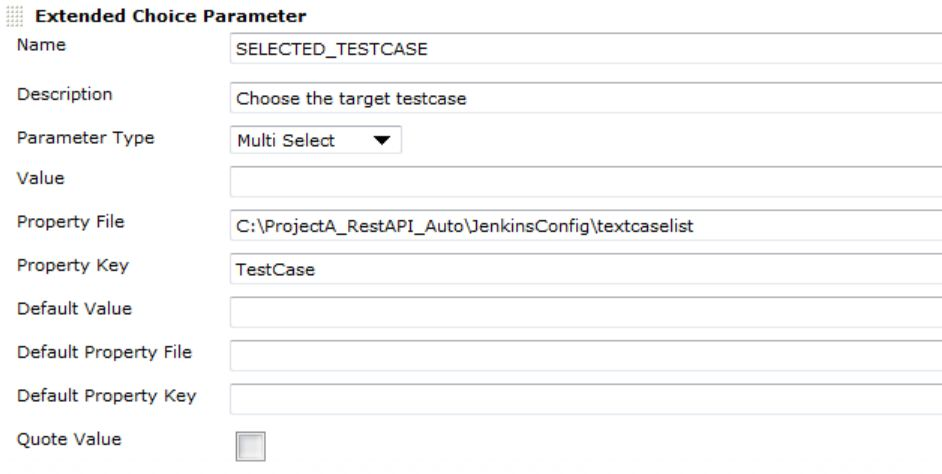 Extended Choice Parameter
Name SELECTED_TESTCASE
Description Choose the target testcase
Parameter Type Multi Select
Value
Property File C:\ProjectA_RestAPI_Auto\JenkinsConfig\textcaselist
Property Key TestCase
Default Value
Default Property File
Default Property Key
Quote Value